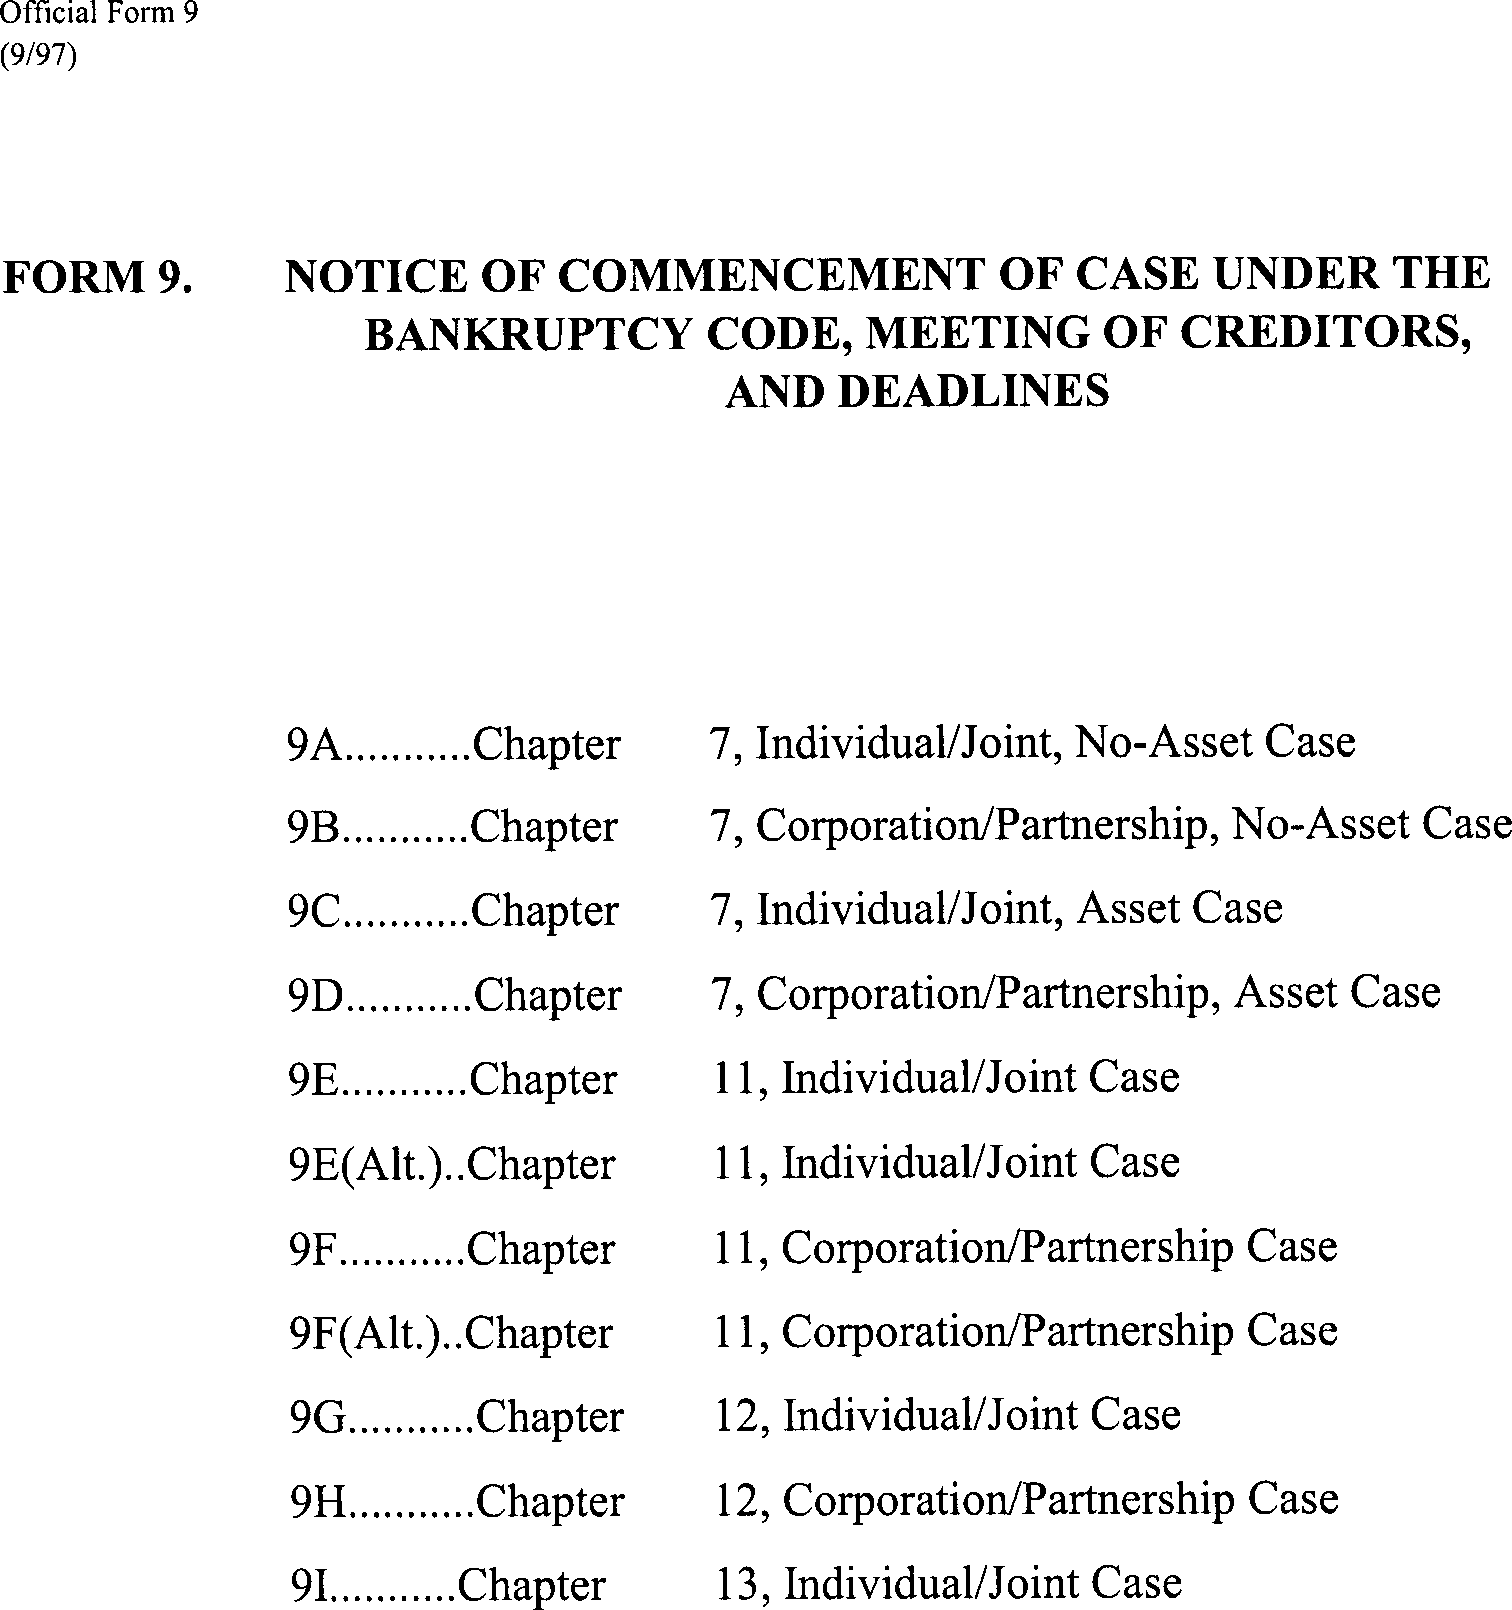 Official Form 9
(9/97)
FORM 9. NOTICE OF COMMENCEMENT OF CASE UNDER THE
BANKRUPTCY CODE, MEETING OF CREDITORS,
AND DEADLINES
9A...........Chapter 7, Individual/Joint, No-Asset Case
9B...........Chapter 7, Corporation/Partnership, No-Asset Case
9C...........Chapter 7, Individual/Joint, Asset Case
9D...........Chapter 7, Corporation/Partnership, Asset Case
9E...........Chapter 11, Individual/Joint Case
9E(Alt.)..Chapter 11, Individual/Joint Case
9F...........Chapter 11, Corporation/Partnership Case
9F(Alt.)..Chapter 11, Corporation/Partnership Case
9G...........Chapter 12, Individual/Joint Case
9H...........Chapter 12, Corporation/Partnership Case
9I...........Chapter 13, Individual/Joint Case